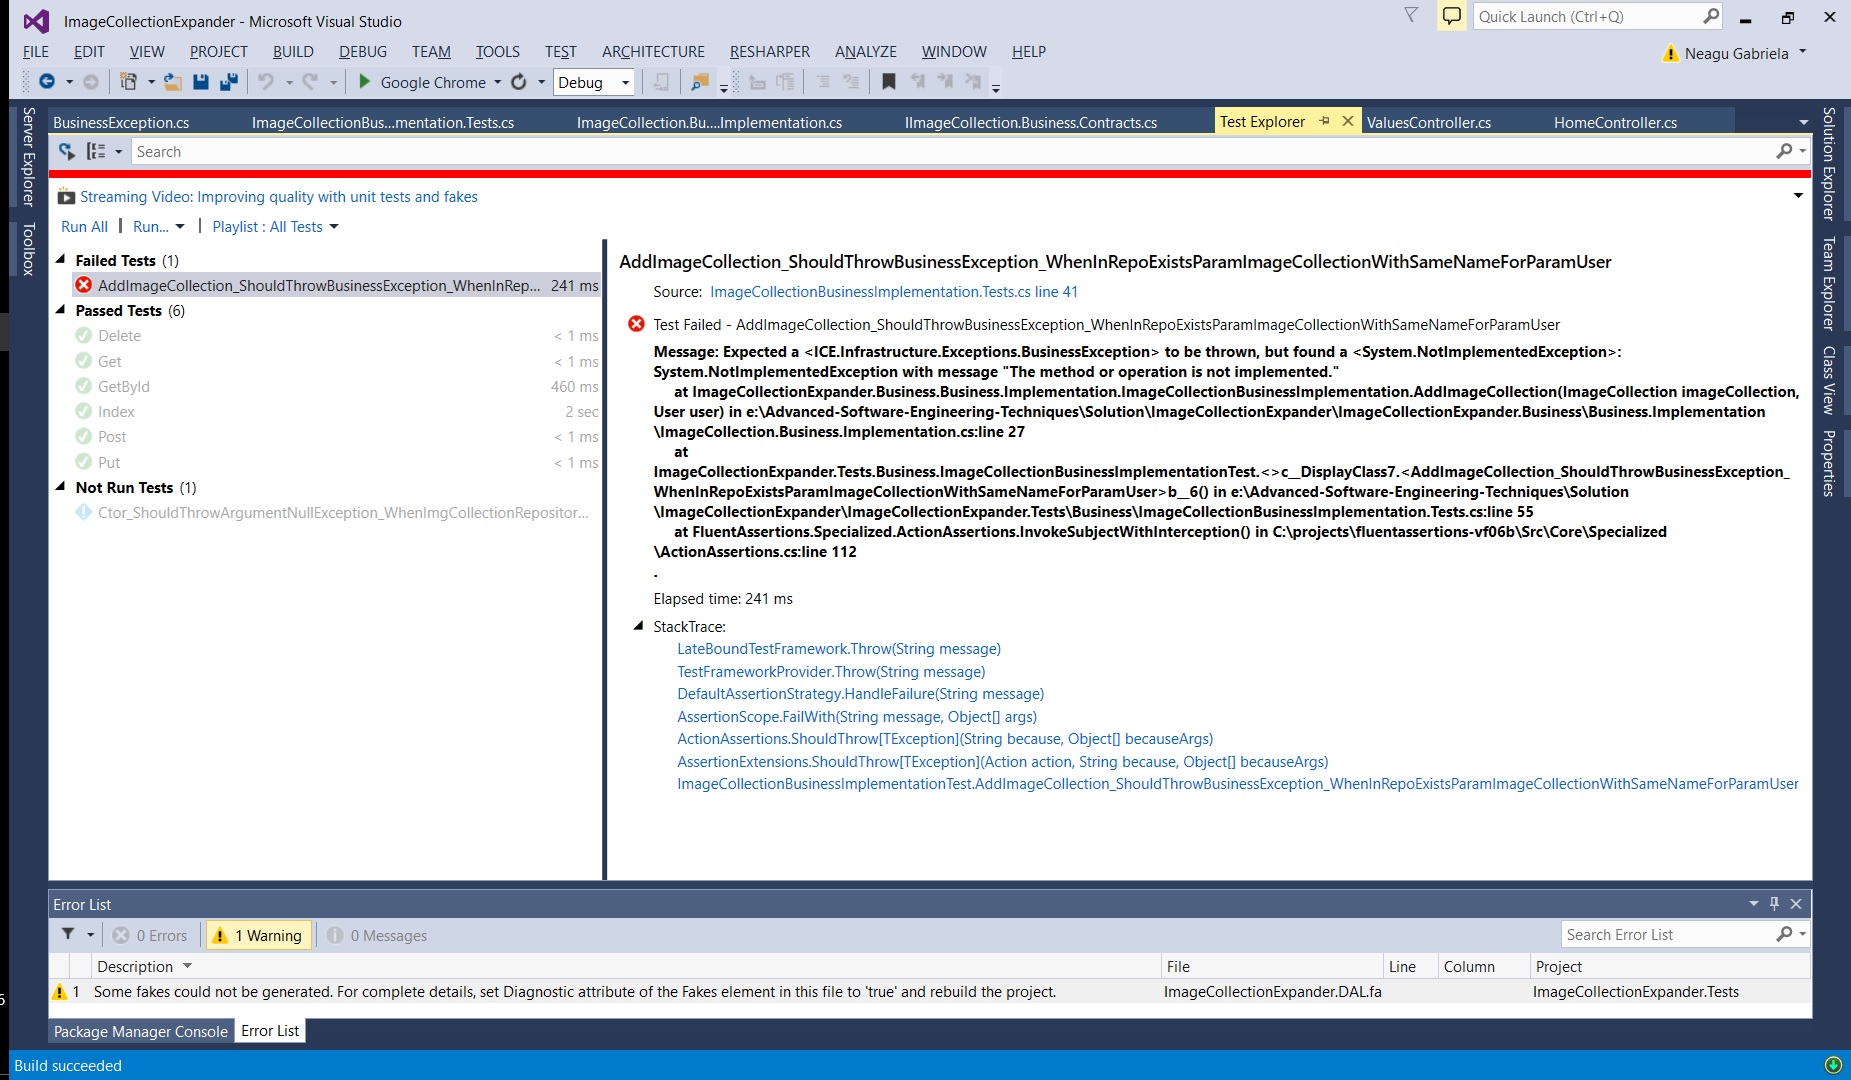 ImageCollectionExpander - Microsoft Visual Studio
Quick Launch (Ctrl+Q)
FILE EDIT VIEW PROJECT BUILD DEBUG TEAM TOOLS TEST ARCHITECTURE RESHARPER ANALYZE WINDOW HELP
Neagu Gabriela
Google Chrome
Debug
Server Explorer
Toolbox
BusinessException.cs
ImageCollectionBus...mentation.Tests.cs
ImageCollection.Bu....Implementation.cs
IImageCollection.Business.Contracts.cs
Test Explorer
ValuesController.cs
HomeController.cs
Solution Explorer
Team Explorer
Class View
Properties
Search
Streaming Video: Improving quality with unit tests and fakes
Run All | Run... | Playlist : All Tests
Failed Tests (1)
AddImageCollection_ShouldThrowBusinessException_WhenInRep... 241 ms
Passed Tests (6)
Delete < 1 ms
Get < 1 ms
GetById 460 ms
Index 2 sec
Post < 1 ms
Put < 1 ms
Not Run Tests (1)
Ctor_ShouldThrowArgumentNullException_WhenImgCollectionRepositor...
AddImageCollection_ShouldThrowBusinessException_WhenInRepoExistsParamImageCollectionWithSameNameForParamUser
Source: ImageCollectionBusinessImplementation.Tests.cs line 41
Test Failed - AddImageCollection_ShouldThrowBusinessException_WhenInRepoExistsParamImageCollectionWithSameNameForParamUser
Message: Expected a <ICE.Infrastructure.Exceptions.BusinessException> to be thrown, but found a <System.NotImplementedException>:
System.NotImplementedException with message "The method or operation is not implemented."
at ImageCollectionExpander.Business.Business.Implementation.ImageCollectionBusinessImplementation.AddImageCollection(ImageCollection imageCollection,
User user) in e:\Advanced-Software-Engineering-Techniques\Solution\ImageCollectionExpander\ImageCollectionExpander.Business\Business.Implementation
\ImageCollection.Business.Implementation.cs:line 27
at
ImageCollectionExpander.Tests.Business.ImageCollectionBusinessImplementationTest.<>c__DisplayClass7.<AddImageCollection_ShouldThrowBusinessException_
WhenInRepoExistsParamImageCollectionWithSameNameForParamUser>b__6() in e:\Advanced-Software-Engineering-Techniques\Solution
\ImageCollectionExpander\ImageCollectionExpander.Tests\Business\ImageCollectionBusinessImplementation.Tests.cs:line 55
at FluentAssertions.Specialized.ActionAssertions.InvokeSubjectWithInterception() in C:\projects\fluentassertions-vf06b\Src\Core\Specialized
\ActionAssertions.cs:line 112
.
Elapsed time: 241 ms
StackTrace:
LateBoundTestFramework.Throw(String message)
TestFrameworkProvider.Throw(String message)
DefaultAssertionStrategy.HandleFailure(String message)
AssertionScope.FailWith(String message, Object[] args)
ActionAssertions.ShouldThrow[TException](String because, Object[] becauseArgs)
AssertionExtensions.ShouldThrow[TException](Action action, String because, Object[] becauseArgs)
ImageCollectionBusinessImplementationTest.AddImageCollection_ShouldThrowBusinessException_WhenInRepoExistsParamImageCollectionWithSameNameForParamUser
Error List
0 Errors
1 Warning
0 Messages
Search Error List
Description File Line Column Project
1 Some fakes could not be generated. For complete details, set Diagnostic attribute of the Fakes element in this file to 'true' and rebuild the project. ImageCollectionExpander.DAL.fa ImageCollectionExpander.Tests
Package Manager Console
Error List
Build succeeded